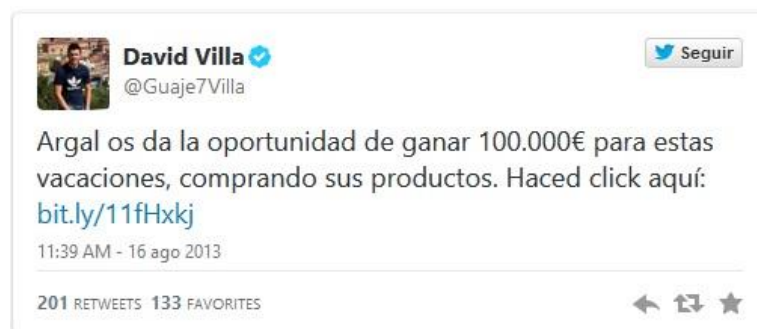 David Villa
Seguir
@Guaje7Villa
Argal os da la oportunidad de ganar 100.000€ para estas
vacaciones, comprando sus productos. Haced click aquí:
bit.ly/11fHxkj
11:39 AM - 16 ago 2013
201 RETWEETS 133 FAVORITES